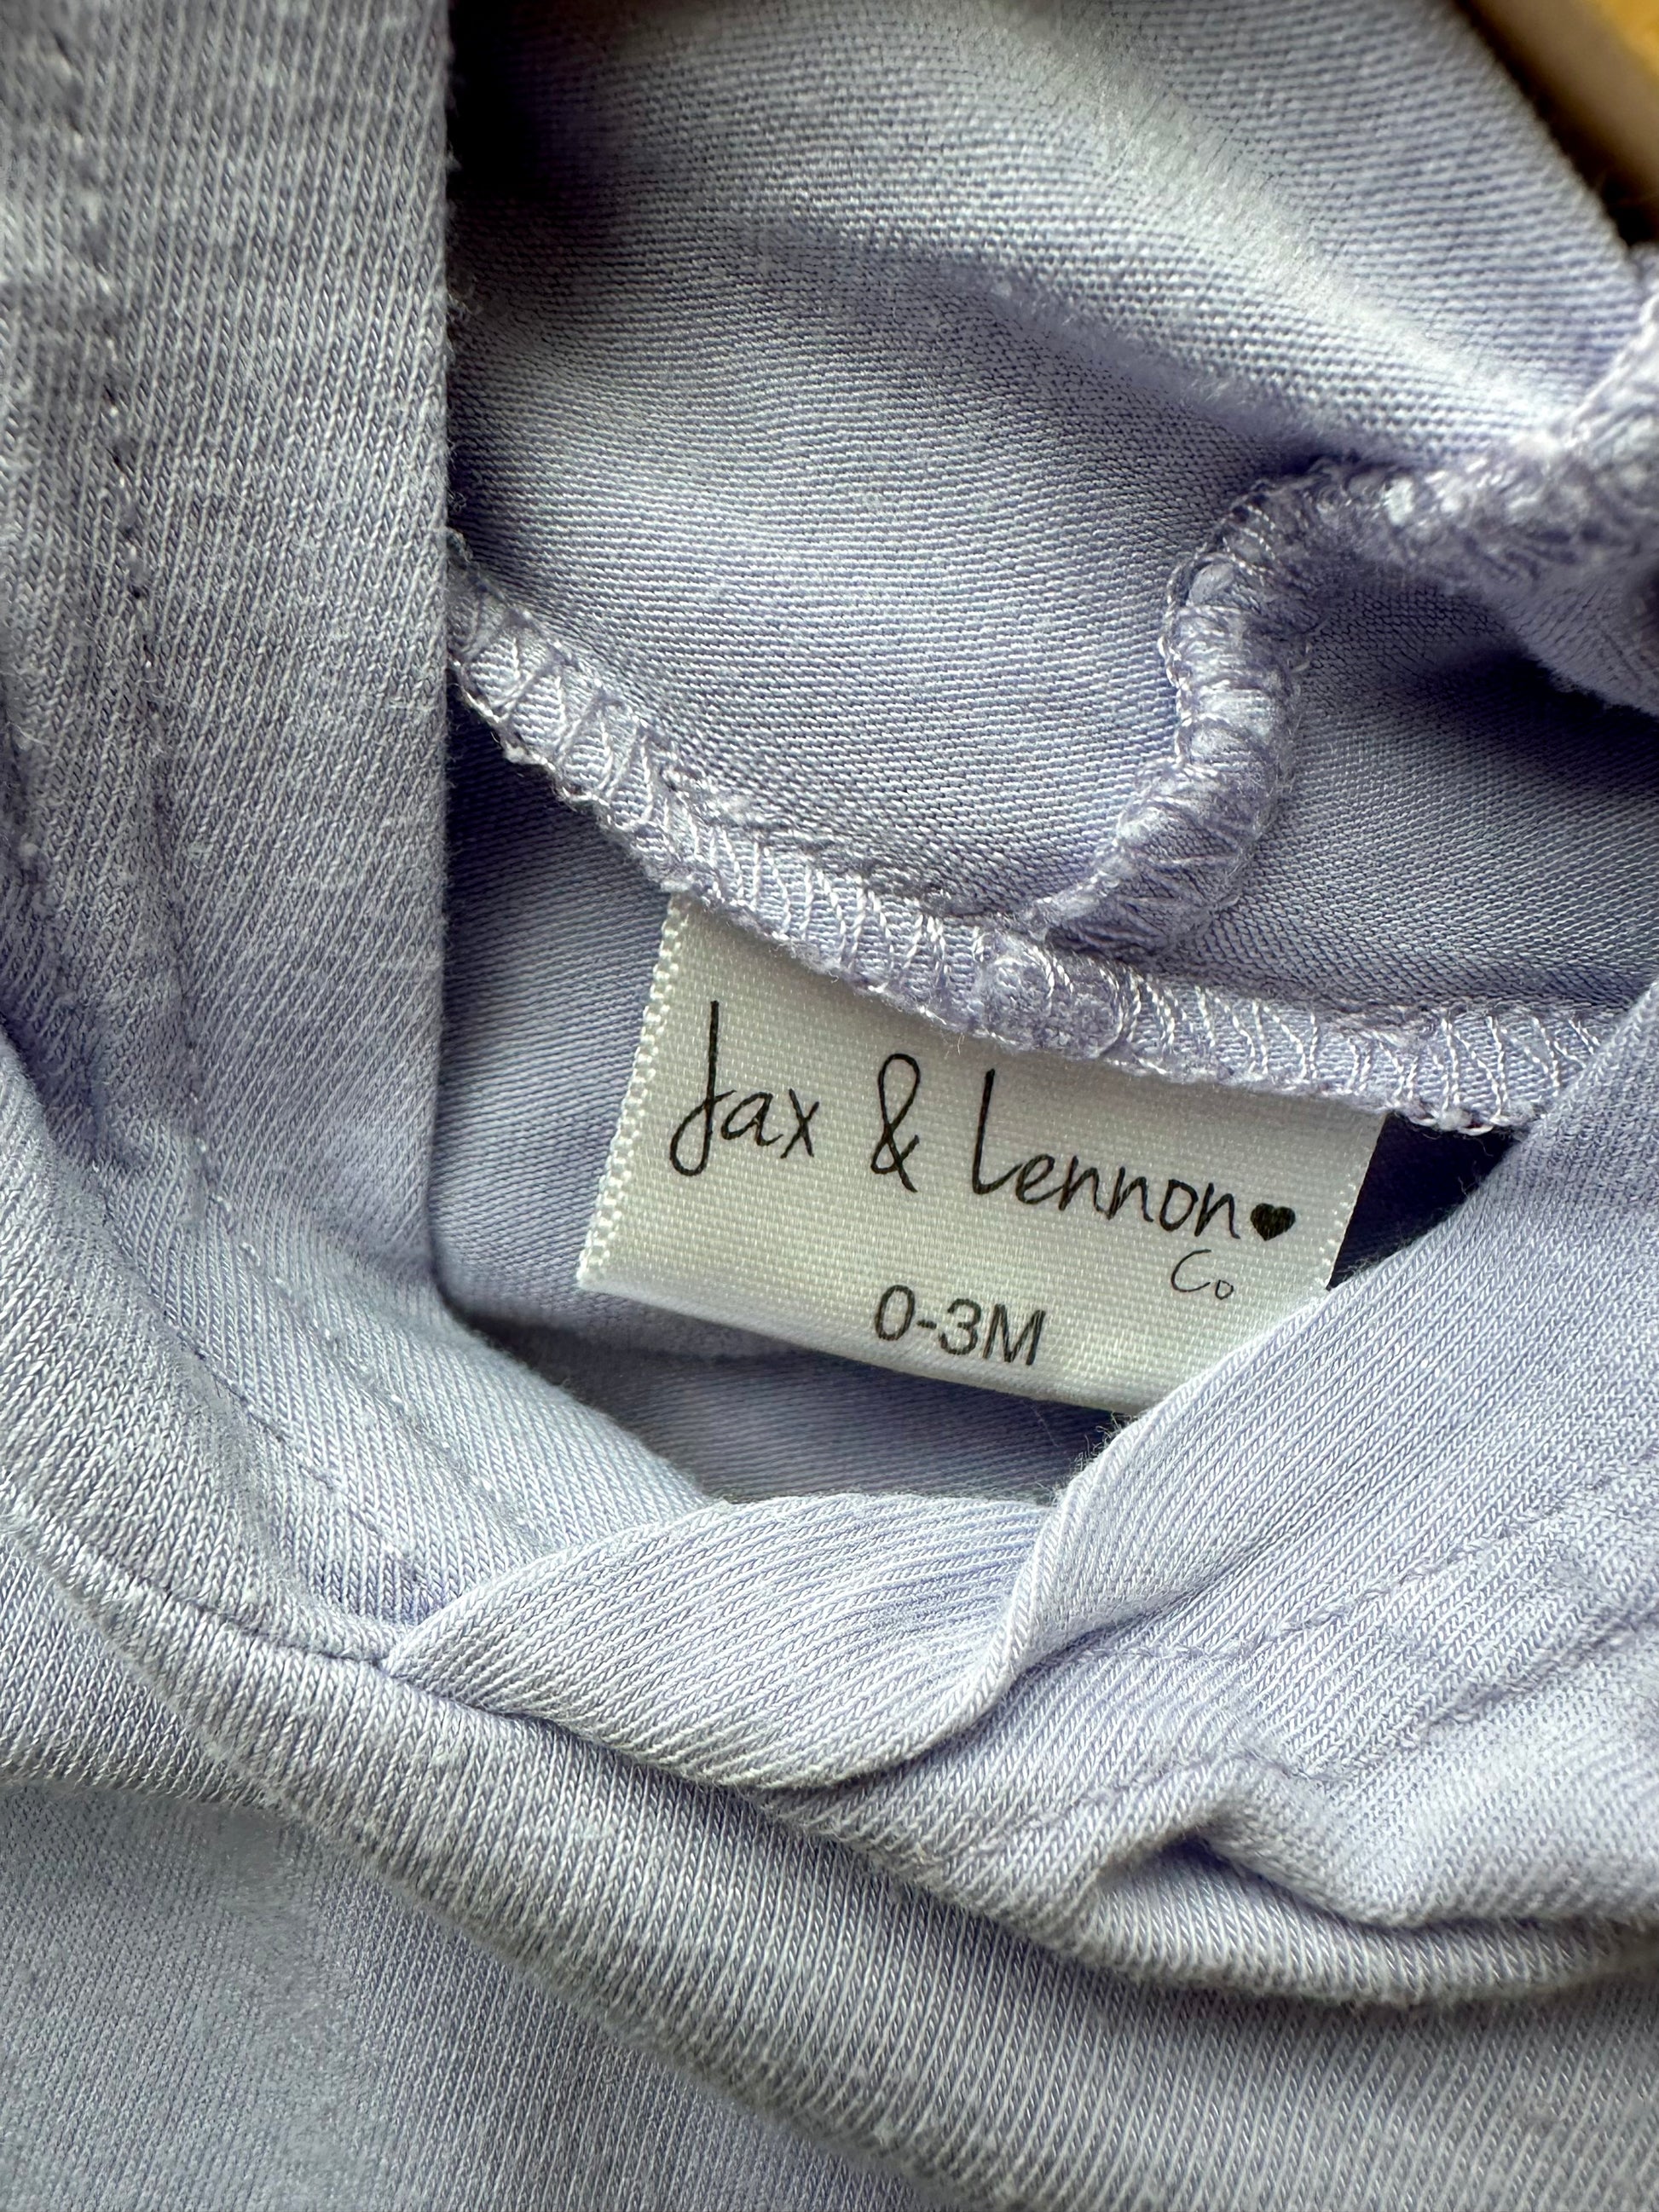 Jax & Lennon♥
Co
0-3M